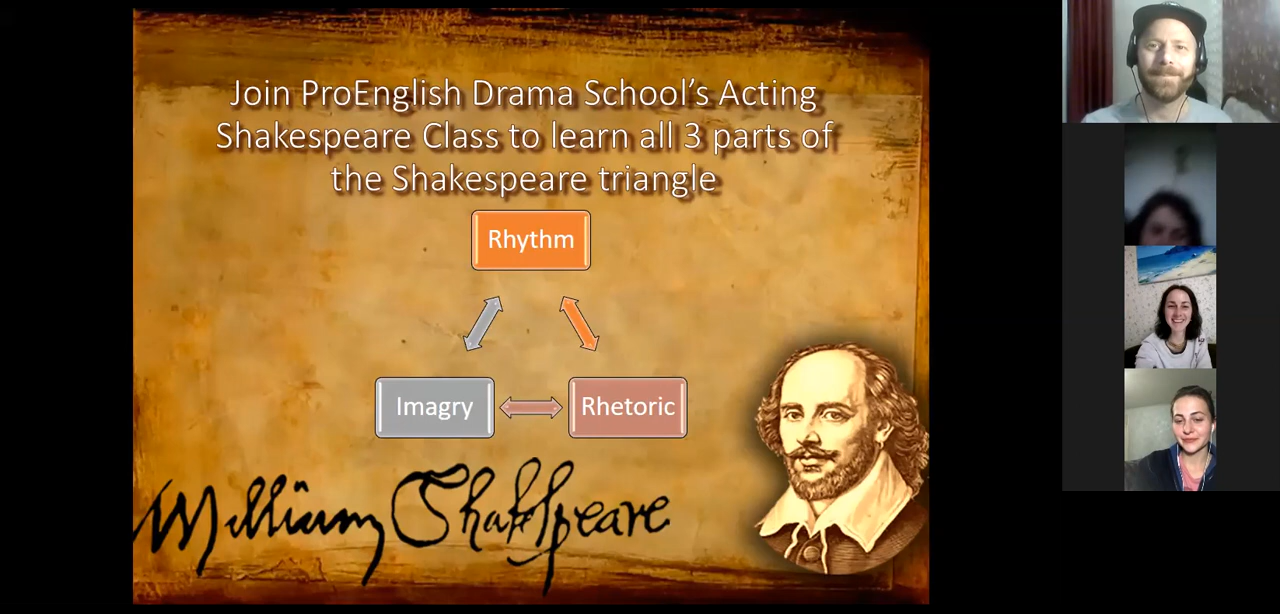 Join ProEnglish Drama School's Acting
Shakespeare Class to learn all 3 parts of
the Shakespeare triangle
Rhythm
Imagry
Rhetoric
William Shakspeare